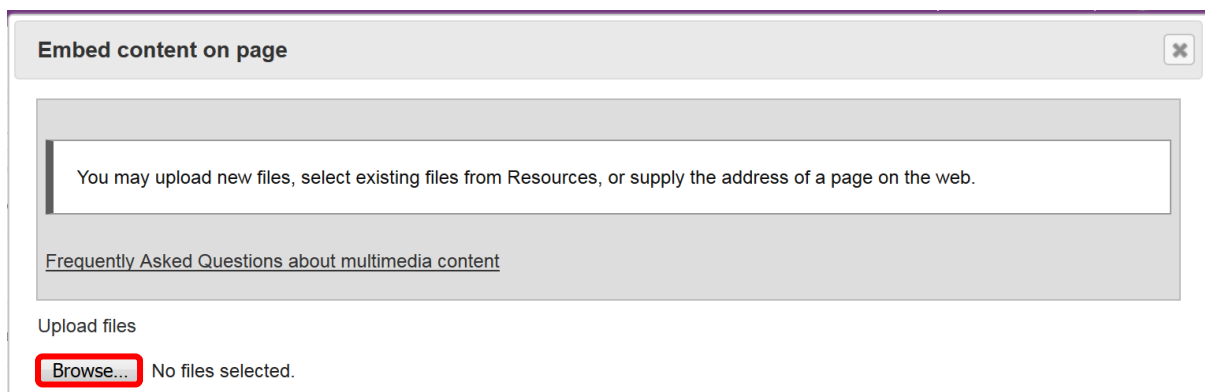 Embed content on page
You may upload new files, select existing files from Resources, or supply the address of a page on the web.
Frequently Asked Questions about multimedia content
Upload files
Browse... No files selected.